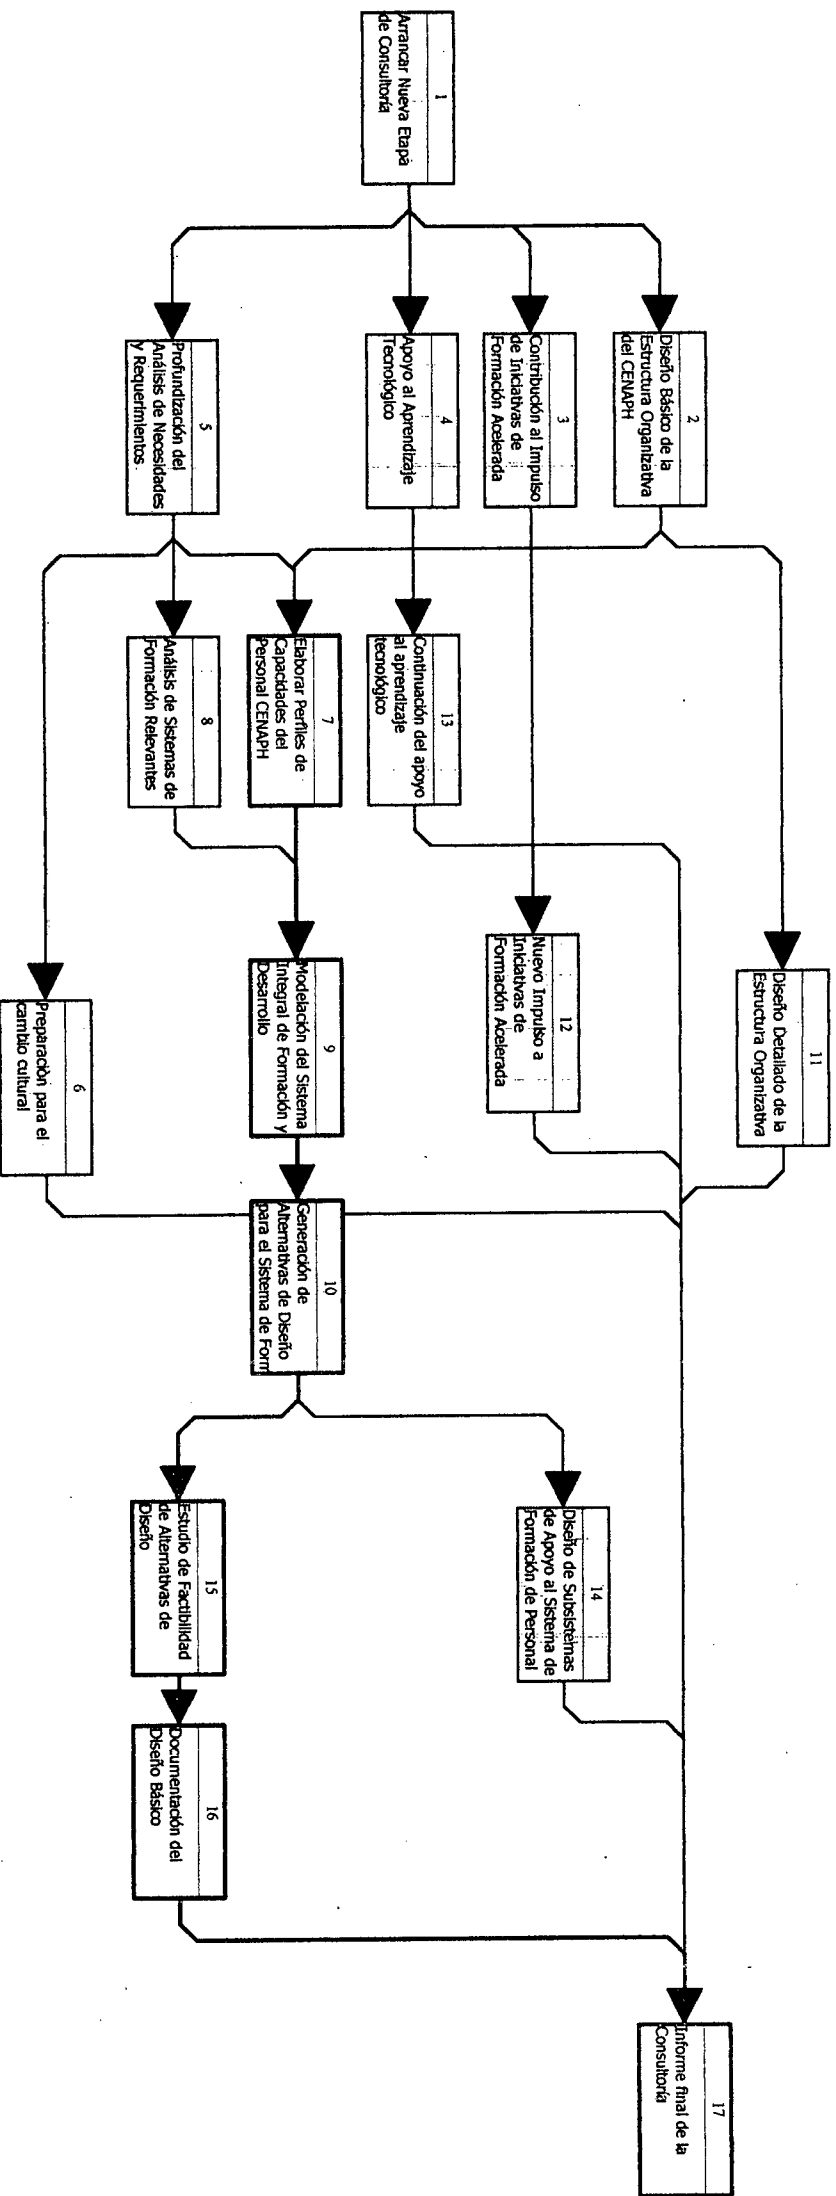 1
Arrancar Nueva Etapa
de Consultoría
2
Diseño Básico de la
Estructura Organizativa
del CENAPH
3
Contribución al Impulso
de Iniciativas de
Formación Acelerada
4
Apoyo al Aprendizaje
Tecnológico
5
Profundización del
Análisis de Necesidades
y Requerimientos
13
Continuación del apoyo
al aprendizaje
tecnológico
7
Elaborar Perfiles de
Capacidades del
Personal CENAPH
8
Análisis de Sistemas de
Formación Relevantes
11
Diseño Detallado de la
Estructura Organizativa
12
Nuevo Impulso a
Iniciativas de
Formación Acelerada
9
Modelación del Sistema
Integral de Formación y
Desarrollo
6
Preparación para el
cambio cultural
10
Generación de
Alternativas de Diseño
para el Sistema de Form
14
Diseño de Subsistemas
de Apoyo al Sistema de
Formación de Personal
15
Estudio de Factibilidad
de Alternativas de
Diseño
16
Documentación del
Diseño Básico
17
Informe final de la
Consultoría